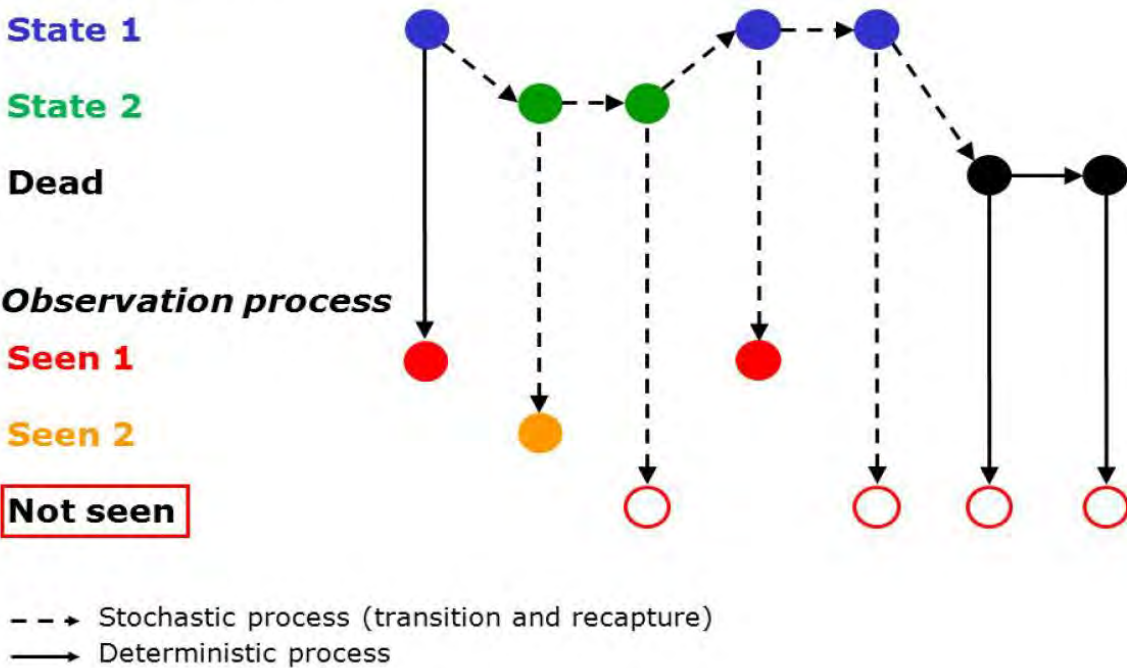 State 1
State 2
Dead
Observation process
Seen 1
Seen 2
Not seen
Stochastic process (transition and recapture)
Deterministic process